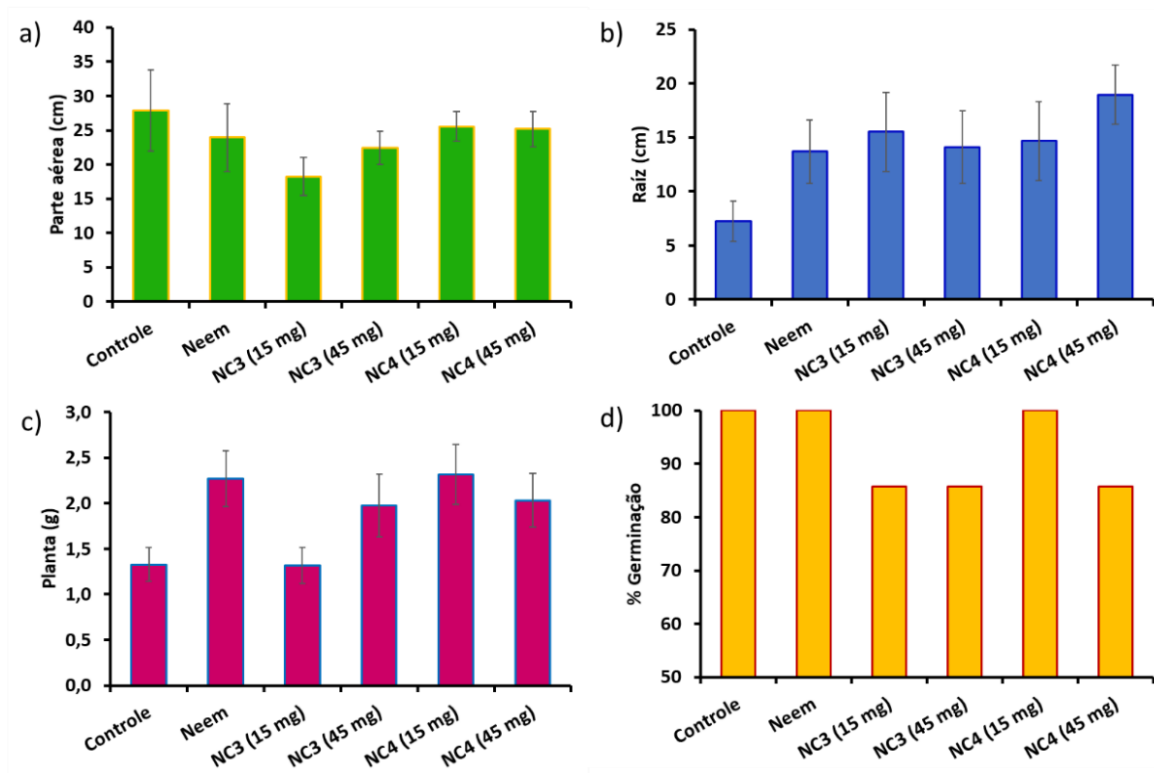 a)
Parte aérea (cm)
40
35
30
25
20
15
10
5
0
Controle
Neem
NC3 (15 mg)
NC3 (45 mg)
NC4 (15 mg)
NC4 (45 mg)
b)
Raíz (cm)
25
20
15
10
5
0
Controle
Neem
NC3 (15 mg)
NC3 (45 mg)
NC4 (15 mg)
NC4 (45 mg)
c)
Planta (g)
3,0
2,5
2,0
1,5
1,0
0,5
0,0
Controle
Neem
NC3 (15 mg)
NC3 (45 mg)
NC4 (15 mg)
NC4 (45 mg)
d)
% Germinação
100
90
80
70
60
50
Controle
Neem
NC3 (15 mg)
NC3 (45 mg)
NC4 (15 mg)
NC4 (45 mg)